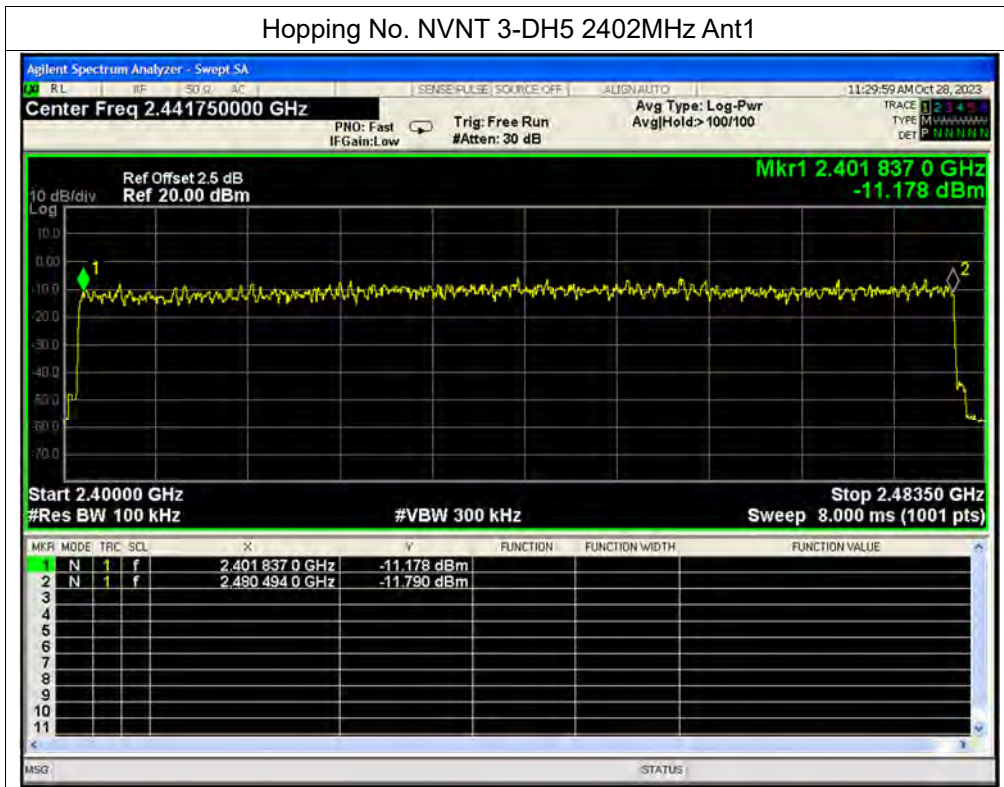 Hopping No. NVNT 3-DH5 2402MHz Ant1
Agilent Spectrum Analyzer - Swept SA
RL RF 50 Ω AC SENSE:PULSE SOURCE OFF ALIGN AUTO 11:29:59 AM Oct 28, 2023
Center Freq 2.441750000 GHz Avg Type: Log-Pwr TRACE 1 2 3 4 5 6
PNO: Fast Trig: Free Run Avg|Hold:> 100/100 TYPE M
IFGain:Low #Atten: 30 dB DET P N N N N N
Mkr1 2.401 837 0 GHz
Ref Offset 2.5 dB
10 dB/div Ref 20.00 dBm -11.178 dBm
Log
10.0
0.00
1
2
-10.0
-20.0
-30.0
-40.0
-50.0
-60.0
-70.0
Start 2.40000 GHz Stop 2.48350 GHz
#Res BW 100 kHz #VBW 300 kHz Sweep 8.000 ms (1001 pts)
MKR MODE TRC SCL X Y FUNCTION FUNCTION WIDTH FUNCTION VALUE
1 N 1 f 2.401 837 0 GHz -11.178 dBm
2 N 1 f 2.480 494 0 GHz -11.790 dBm
3
4
5
6
7
8
9
10
11
MSG STATUS